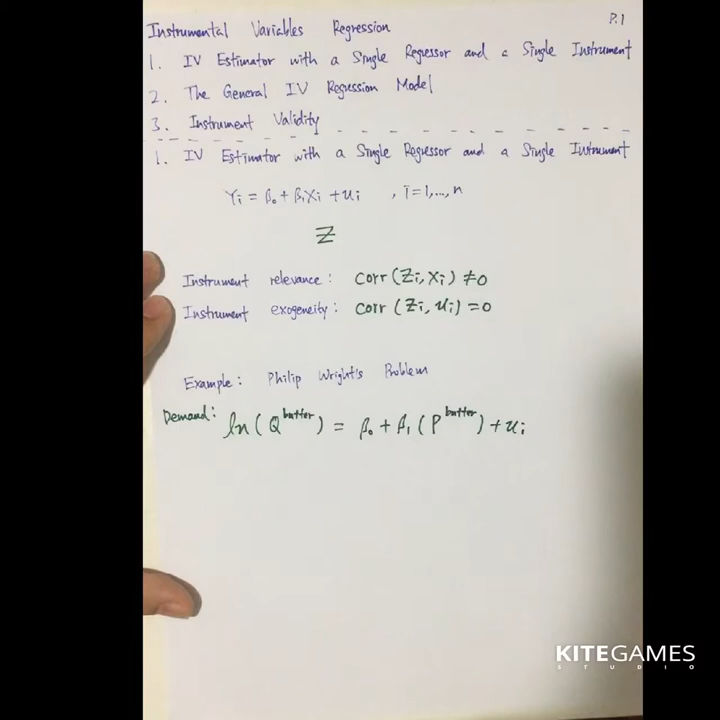 P.1
Instrumental Variables Regression
1. IV Estimator with a Single Regressor and a Single Instrument
2. The General IV Regression Model
3. Instrument Validity
1. IV Estimator with a Single Regressor and a Single Instrument
Yi = β₀ + β₁Xi + ui , i=1,...,n
Z
Instrument relevance: corr(Zi, Xi) ≠ 0
Instrument exogeneity: corr(Zi, ui) = 0
Example: Philip Wright's Problem
Demand: ln(Q^butter) = β₀ + β₁(P^butter) + ui
KITEGAMES
STUDIO